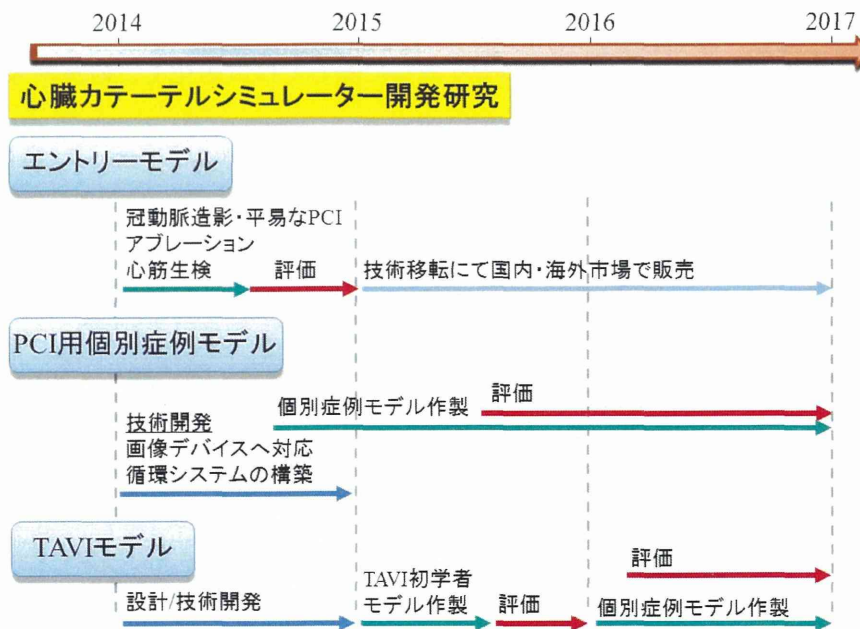 2014 2015 2016 2017
心臓カテーテルシミュレーター開発研究
エントリーモデル
冠動脈造影・平易なPCI
アブレーション
心筋生検
評価
技術移転にて国内・海外市場で販売
PCI用個別症例モデル
個別症例モデル作製
評価
技術開発
画像デバイスへ対応
循環システムの構築
TAVIモデル
評価
設計/技術開発
TAVI初学者
モデル作製
評価
個別症例モデル作製